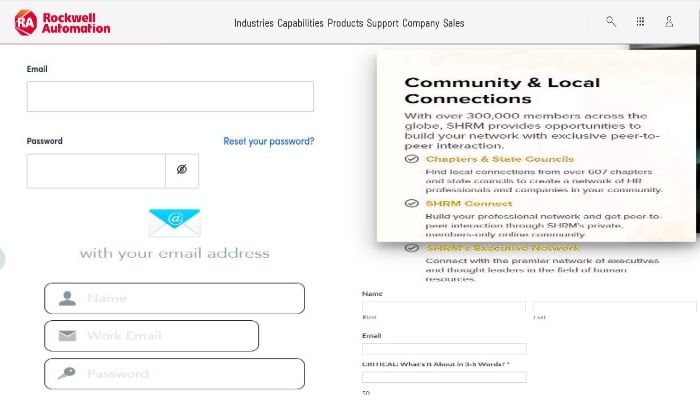 Rockwell
Automation
Industries Capabilities Products Support Company Sales
Email
Password
Reset your password?
with your email address
Name
Work Email
Password
Community & Local
Connections
With over 300,000 members across the
globe, SHRM provides opportunities to
build your network with exclusive peer-to-
peer interaction.
Chapters & State Councils
Find local connections from over 607 chapters
and state councils to create a network of HR
professionals and companies in your community.
SHRM Connect
Build your professional network and get peer-to-
peer interaction through SHRM's private,
members-only online community.
SHRM's Executive Network
Connect with the premier network of executives
and thought leaders in the field of human
resources.
Name
First Last
Email
CRITICAL: What's It About in 3-5 Words? *
50